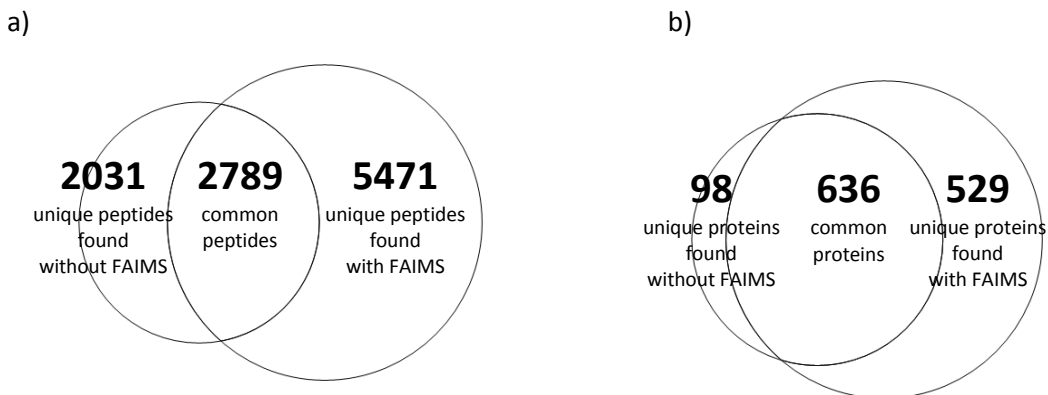 a)
2031
unique peptides
found
without FAIMS
2789
common
peptides
5471
unique peptides
found
with FAIMS
b)
98
unique proteins
found
without FAIMS
636
common
proteins
529
unique proteins
found
with FAIMS